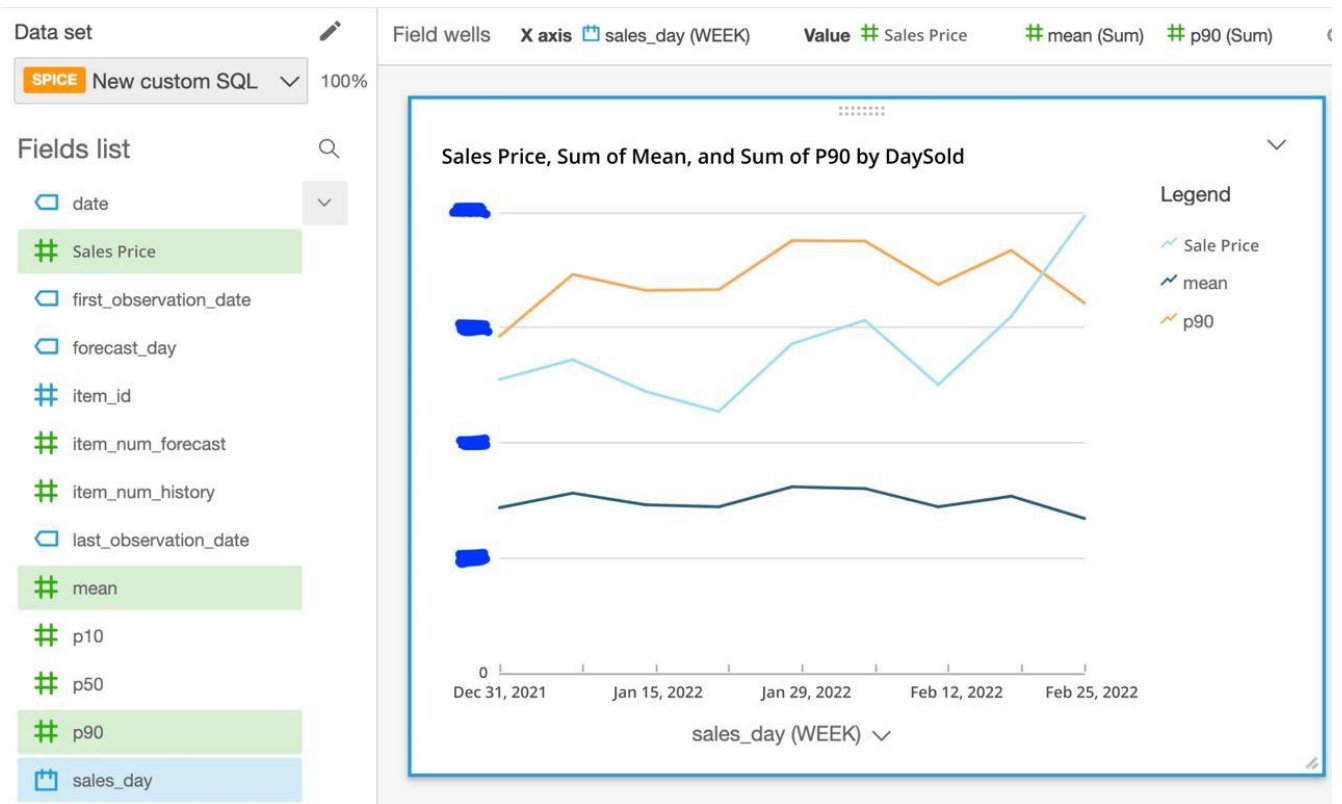 Data set
SPICE New custom SQL 100%
Fields list
date
Sales Price
first_observation_date
forecast_day
item_id
item_num_forecast
item_num_history
last_observation_date
mean
p10
p50
p90
sales_day
Field wells X axis sales_day (WEEK) Value Sales Price mean (Sum) p90 (Sum)
Sales Price, Sum of Mean, and Sum of P90 by DaySold
Legend
Sale Price
mean
p90
0
Dec 31, 2021 Jan 15, 2022 Jan 29, 2022 Feb 12, 2022 Feb 25, 2022
sales_day (WEEK)